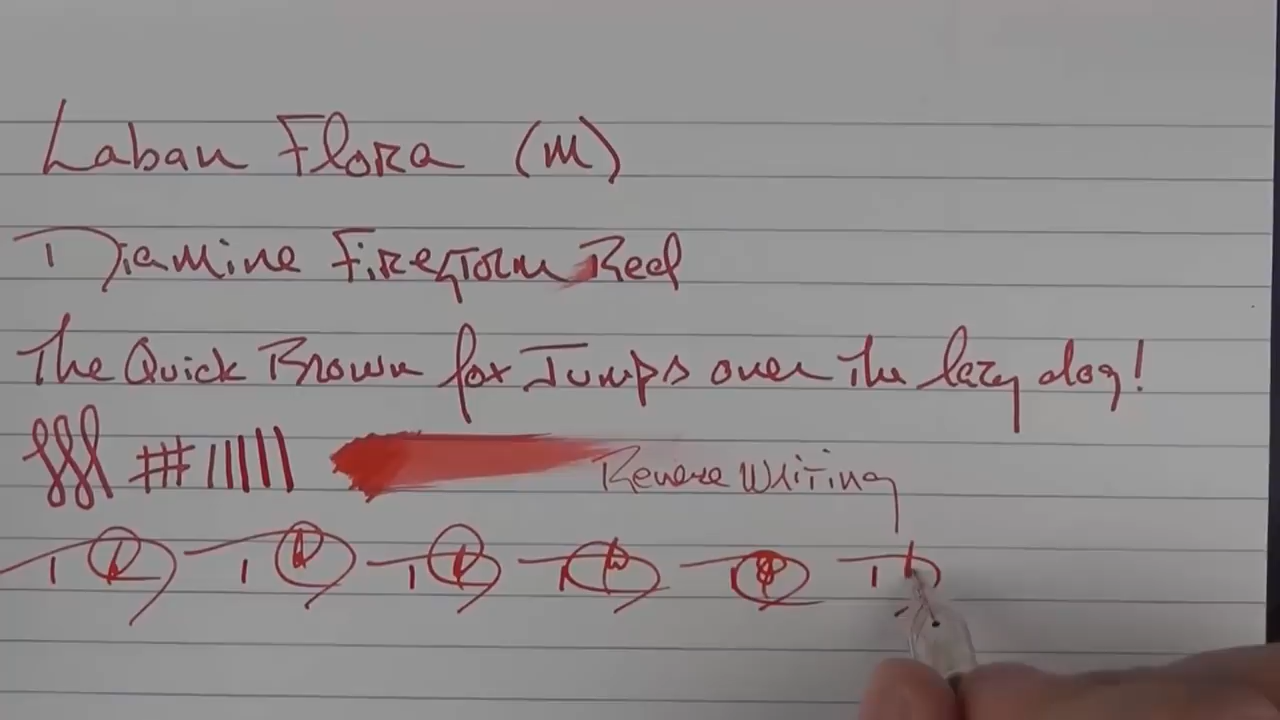 Laban Flora (M)
Diamine Firestorm Red
The Quick Brown fox Jumps over The lazy dog!
Reverse Writing